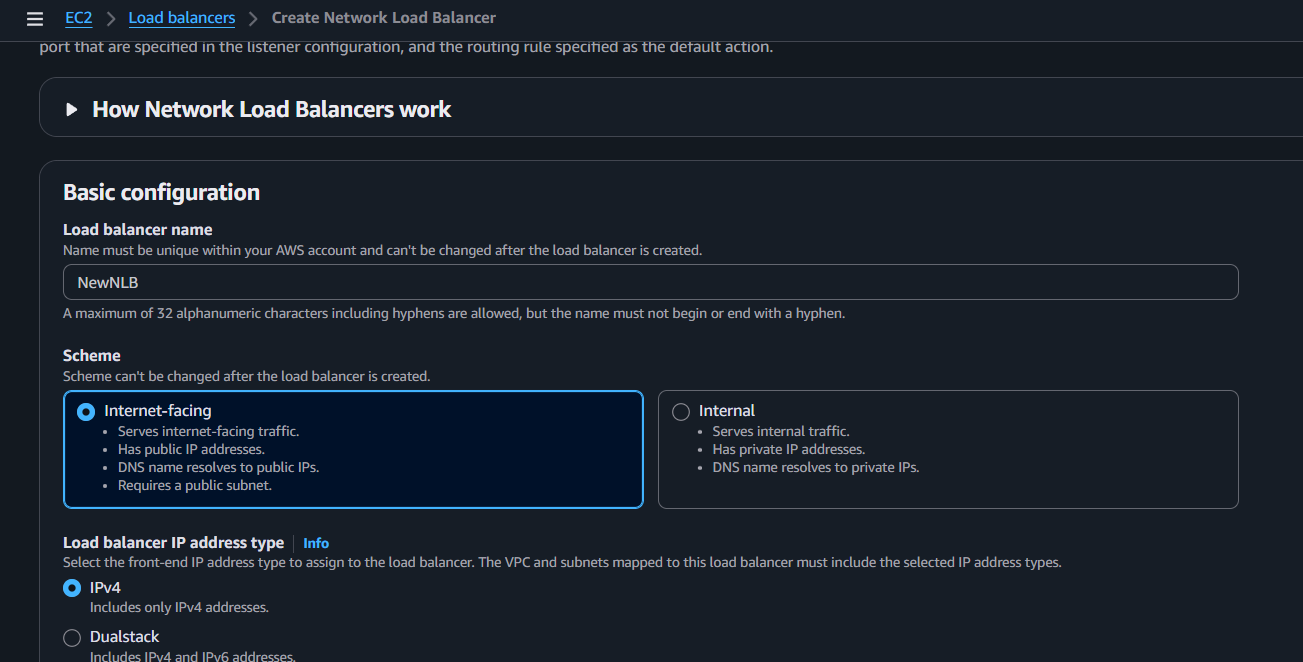 EC2 > Load balancers > Create Network Load Balancer
port that are specified in the listener configuration, and the routing rule specified as the default action.
How Network Load Balancers work
Basic configuration
Load balancer name
Name must be unique within your AWS account and can't be changed after the load balancer is created.
NewNLB
A maximum of 32 alphanumeric characters including hyphens are allowed, but the name must not begin or end with a hyphen.
Scheme
Scheme can't be changed after the load balancer is created.
Internet-facing
• Serves internet-facing traffic.
• Has public IP addresses.
• DNS name resolves to public IPs.
• Requires a public subnet.
Internal
• Serves internal traffic.
• Has private IP addresses.
• DNS name resolves to private IPs.
Load balancer IP address type | Info
Select the front-end IP address type to assign to the load balancer. The VPC and subnets mapped to this load balancer must include the selected IP address types.
IPv4
Includes only IPv4 addresses.
Dualstack
Includes IPv4 and IPv6 addresses.